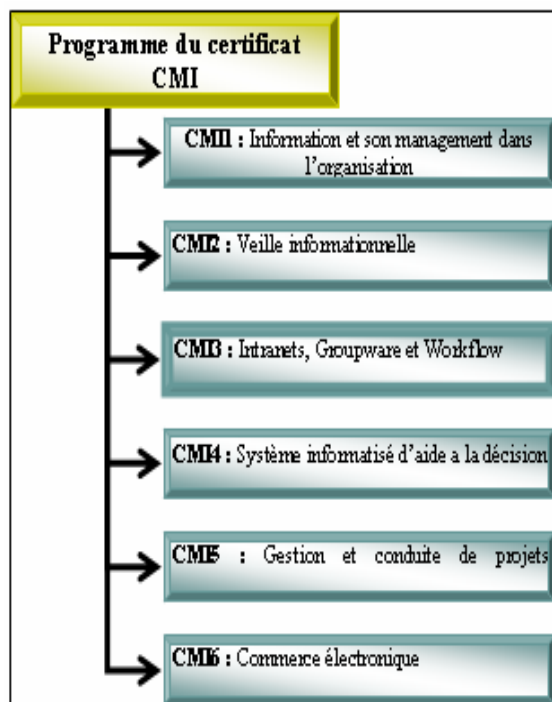 Programme du certificat
CMI
CMI1 : Information et son management dans
l'organisation
CMI2 : Veille informationnelle
CMI3 : Intranets, Groupware et Workflow
CMI4 : Système informatisé d'aide a la décision
CMI5 : Gestion et conduite de projets
CMI6 : Commerce électronique